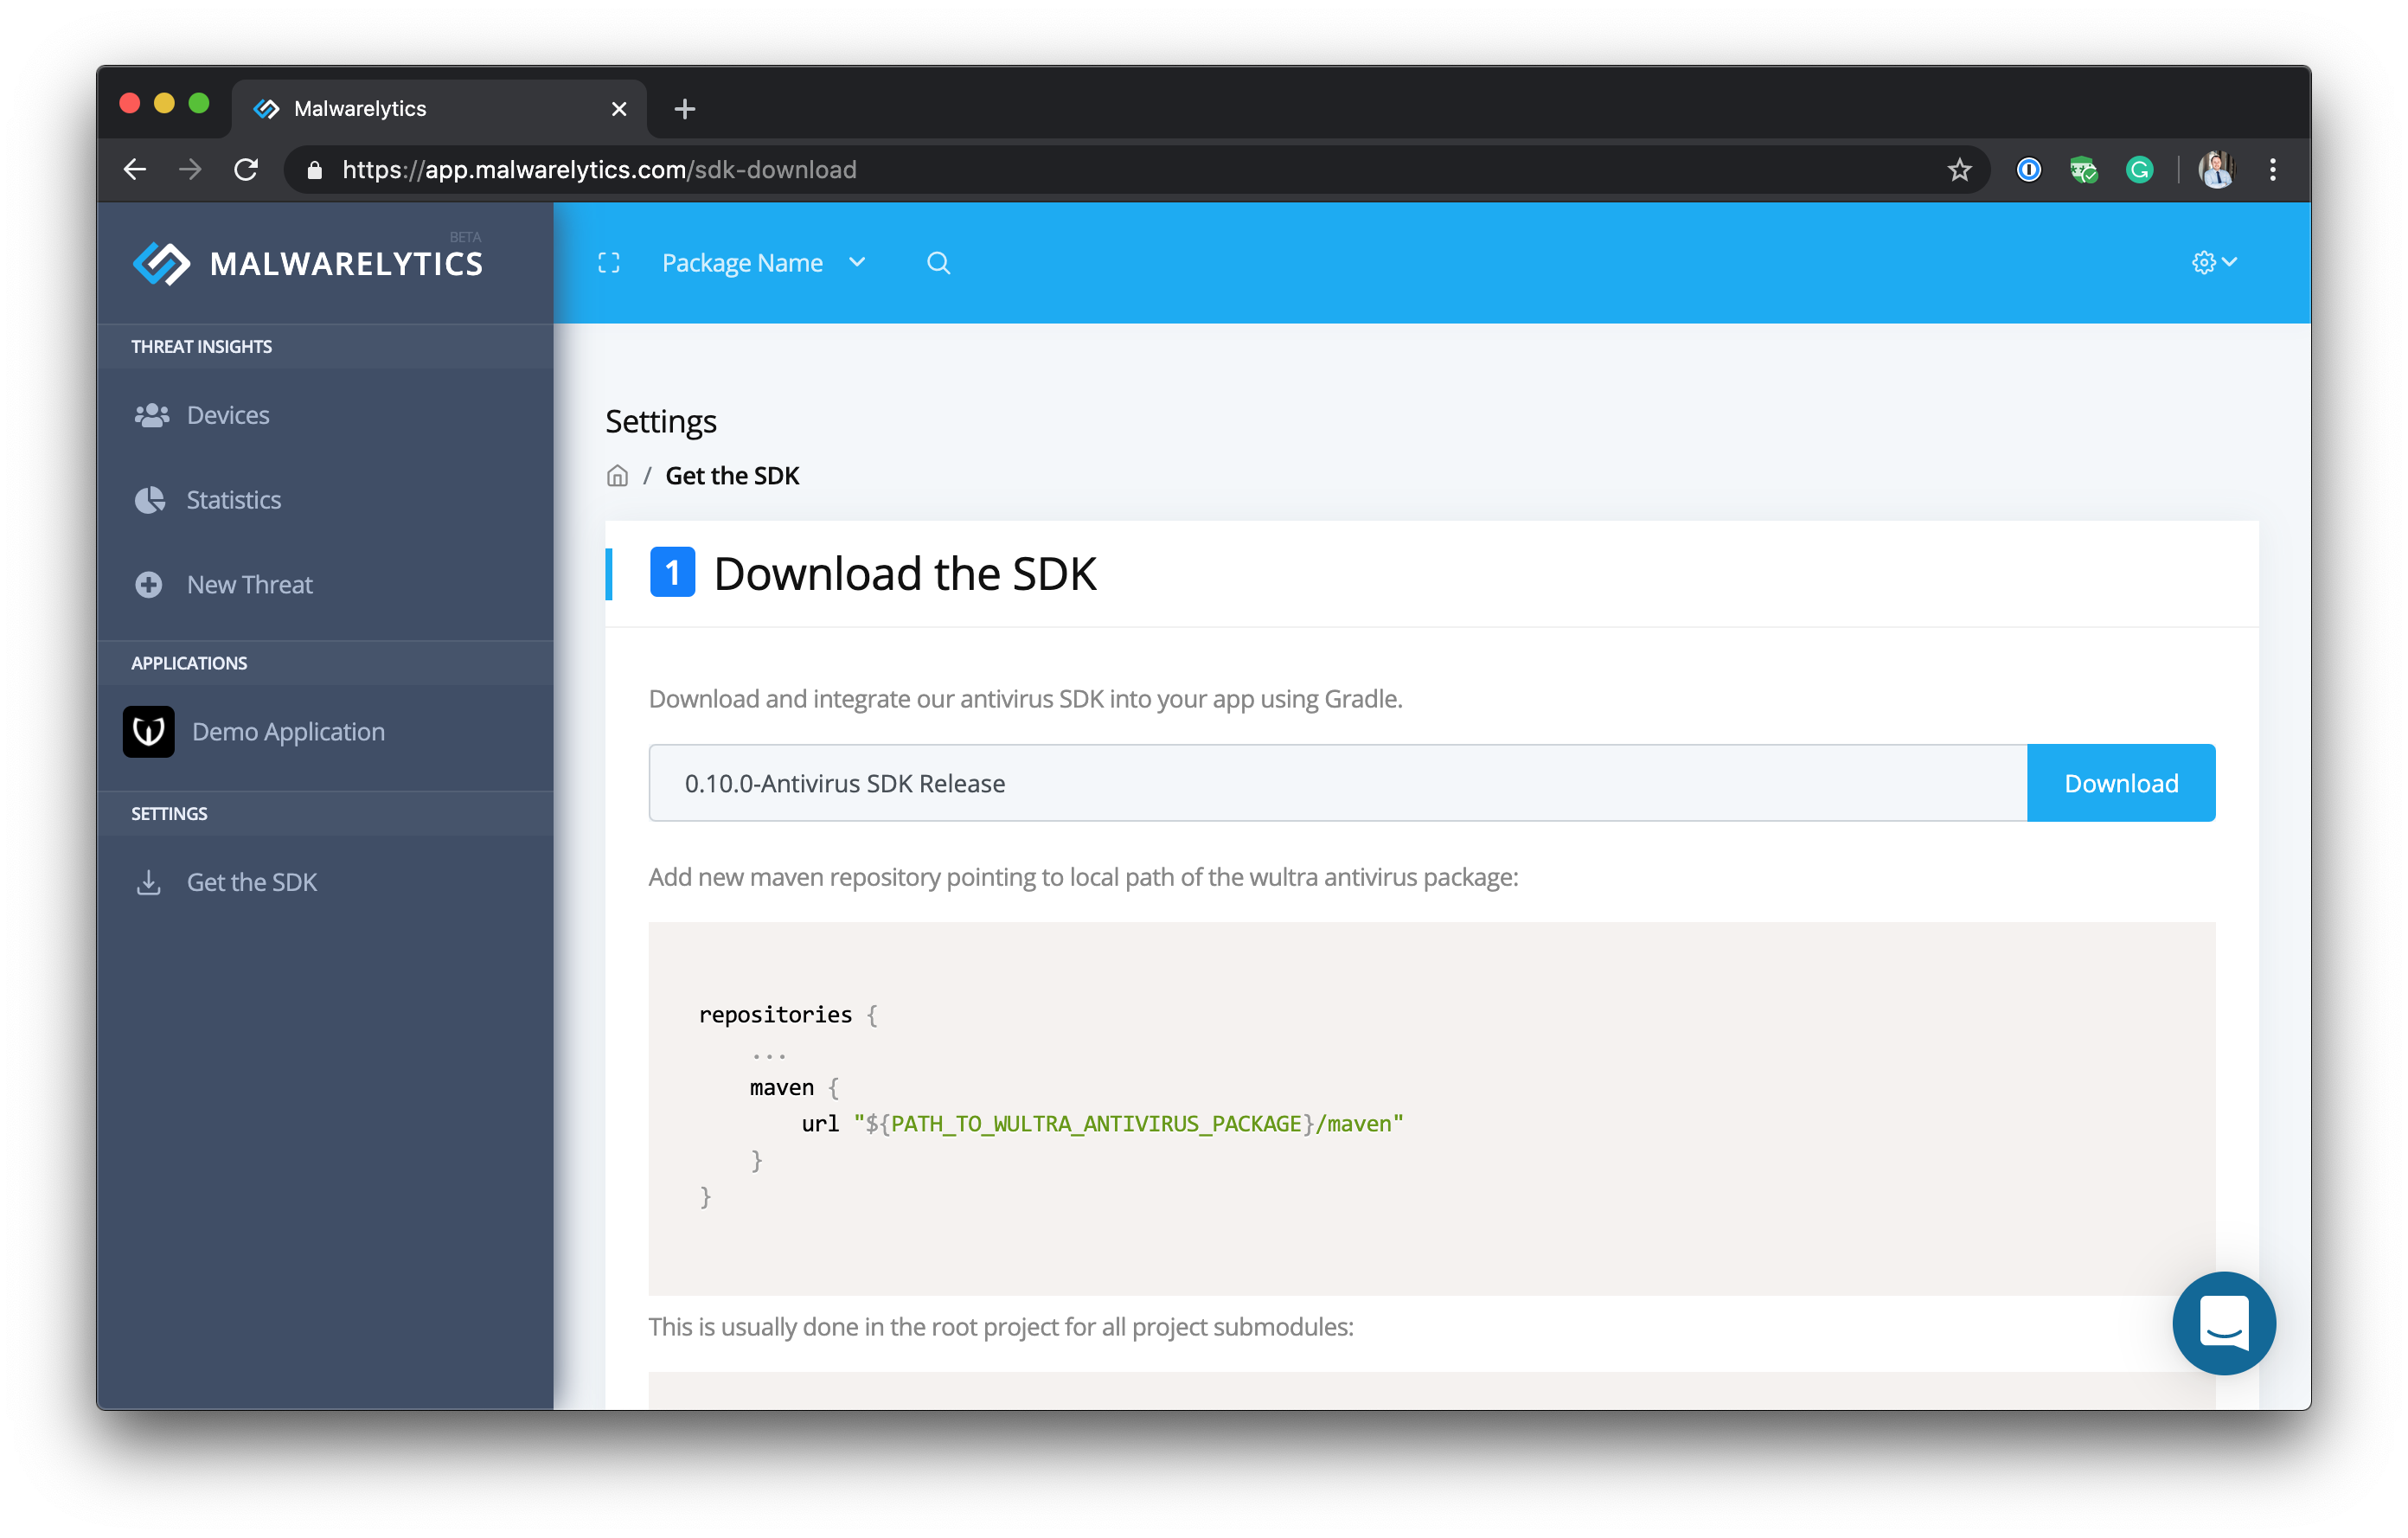 Malwarelytics
https://app.malwarelytics.com/sdk-download
BETA
MALWARELYTICS
Package Name
THREAT INSIGHTS
Devices
Statistics
New Threat
APPLICATIONS
Demo Application
SETTINGS
Get the SDK
Settings
/ Get the SDK
1 Download the SDK
Download and integrate our antivirus SDK into your app using Gradle.
0.10.0-Antivirus SDK Release
Download
Add new maven repository pointing to local path of the wultra antivirus package:
repositories {
...
maven {
url "${PATH_TO_WULTRA_ANTIVIRUS_PACKAGE}/maven"
}
}
This is usually done in the root project for all project submodules: